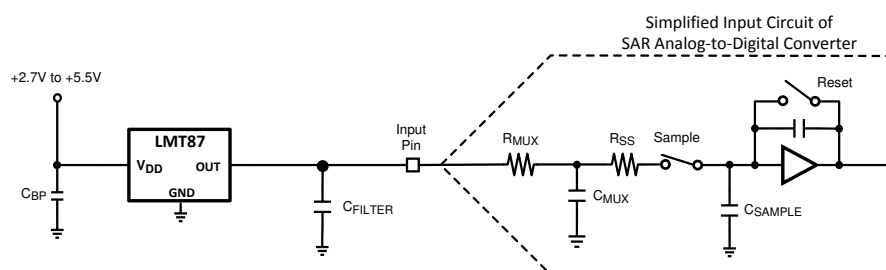 Simplified Input Circuit of
SAR Analog-to-Digital Converter
+2.7V to +5.5V
Reset
LMT87
Input
Pin
RMUX
RSS
Sample
VDD
OUT
GND
CBP
CFILTER
CMUX
CSAMPLE